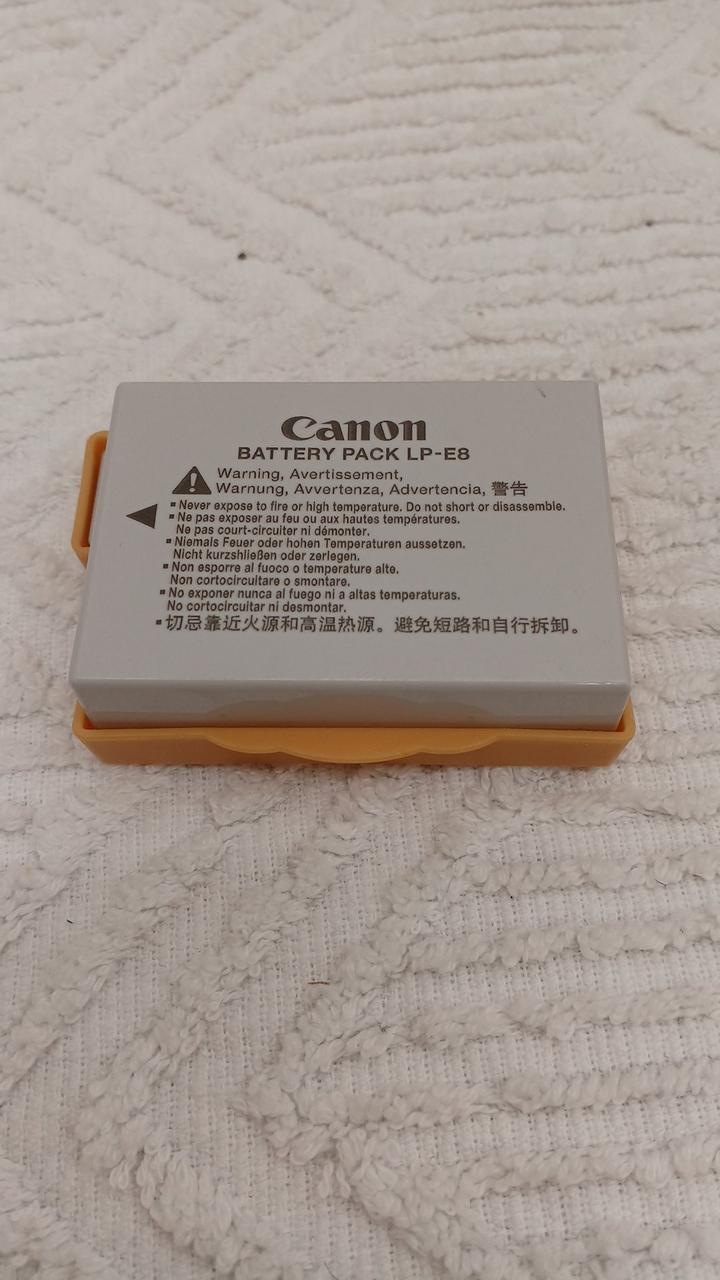 Canon
BATTERY PACK LP-E8
Warning, Avertissement,
Warnung, Avvertenza, Advertencia, 警告
▪ Never expose to fire or high temperature. Do not short or disassemble.
▪ Ne pas exposer au feu ou aux hautes températures.
Ne pas court-circuiter ni démonter.
▪ Niemals Feuer oder hohen Temperaturen aussetzen.
Nicht kurzshließen oder zerlegen.
▪ Non esporre al fuoco o temperature alte.
Non cortocircuitare o smontare.
▪ No exponer nunca al fuego ni a altas temperaturas.
No cortocircuitar ni desmontar.
▪ 切忌靠近火源和高温热源。避免短路和自行拆卸。